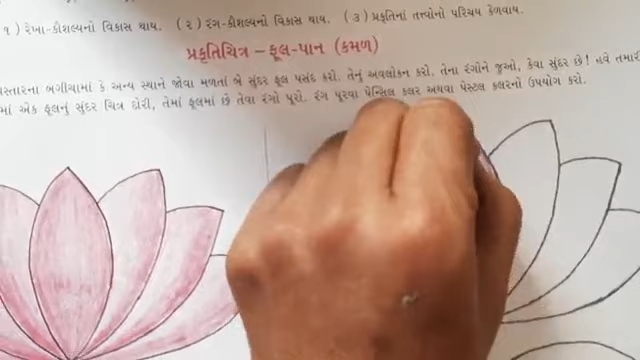 ૧) રેખા-કૌશલ્યનો વિકાસ થાય. (૨) રંગ-કૌશલ્યનો વિકાસ થાય. (૩) પ્રકૃતિનાં તત્ત્વોનો પરિચય કેળવાય.
પ્રકૃતિચિત્ર – ફૂલ-પાન (કમળ)
સ્તારના બગીચામાં કે અન્ય સ્થાને જોવા મળતાં બે સુંદર ફૂલ પસંદ કરો. તેનું અવલોકન કરો. તેના રંગોને જુઓ, કેવા સુંદર છે! હવે તમારી
માં એક ફૂલનું સુંદર ચિત્ર દોરી, તેમાં ફૂલમાં છે તેવા રંગો પૂરો. રંગ પૂરવા પેન્સિલ કલર અથવા પેસ્ટલ કલરનો ઉપયોગ કરો.